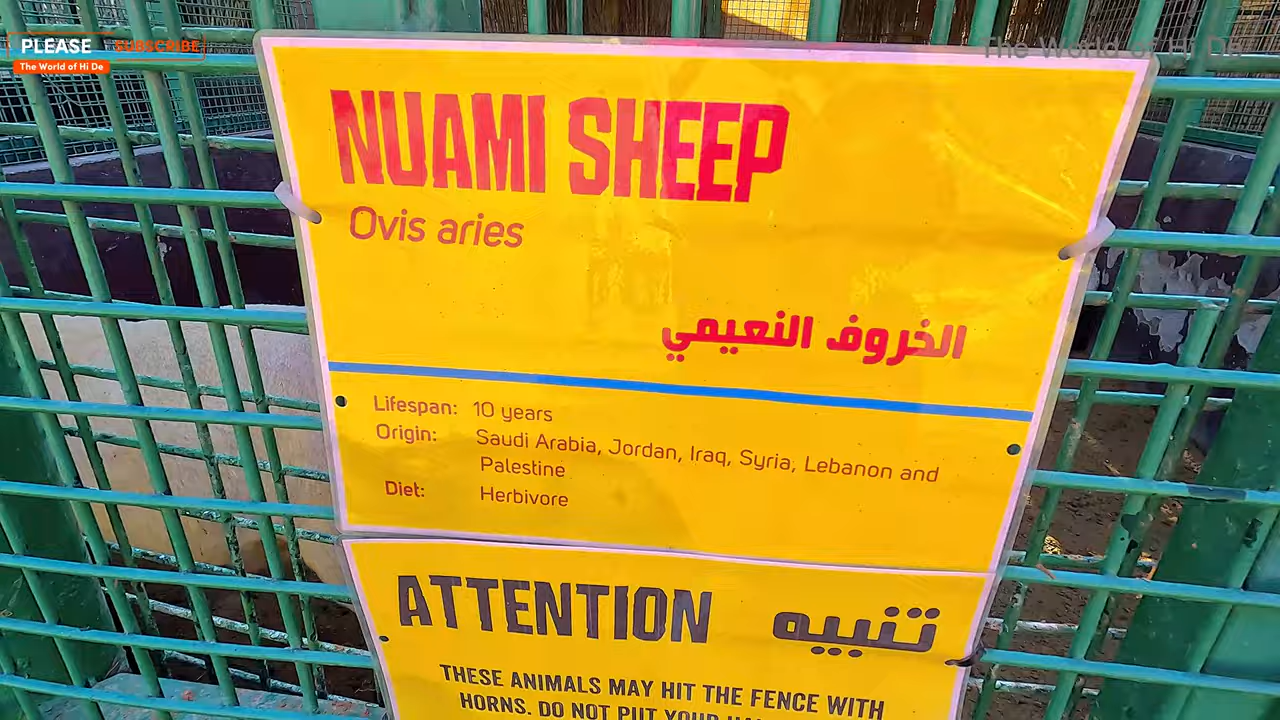 PLEASE SUBSCRIBE
The World of Hi De
The World of Hi De
NUAMI SHEEP
Ovis aries
الخروف النعيمي
Lifespan: 10 years
Origin: Saudi Arabia, Jordan, Iraq, Syria, Lebanon and
Palestine
Diet: Herbivore
ATTENTION تنبيه
THESE ANIMALS MAY HIT THE FENCE WITH
HORNS. DO NOT PUT YOUR